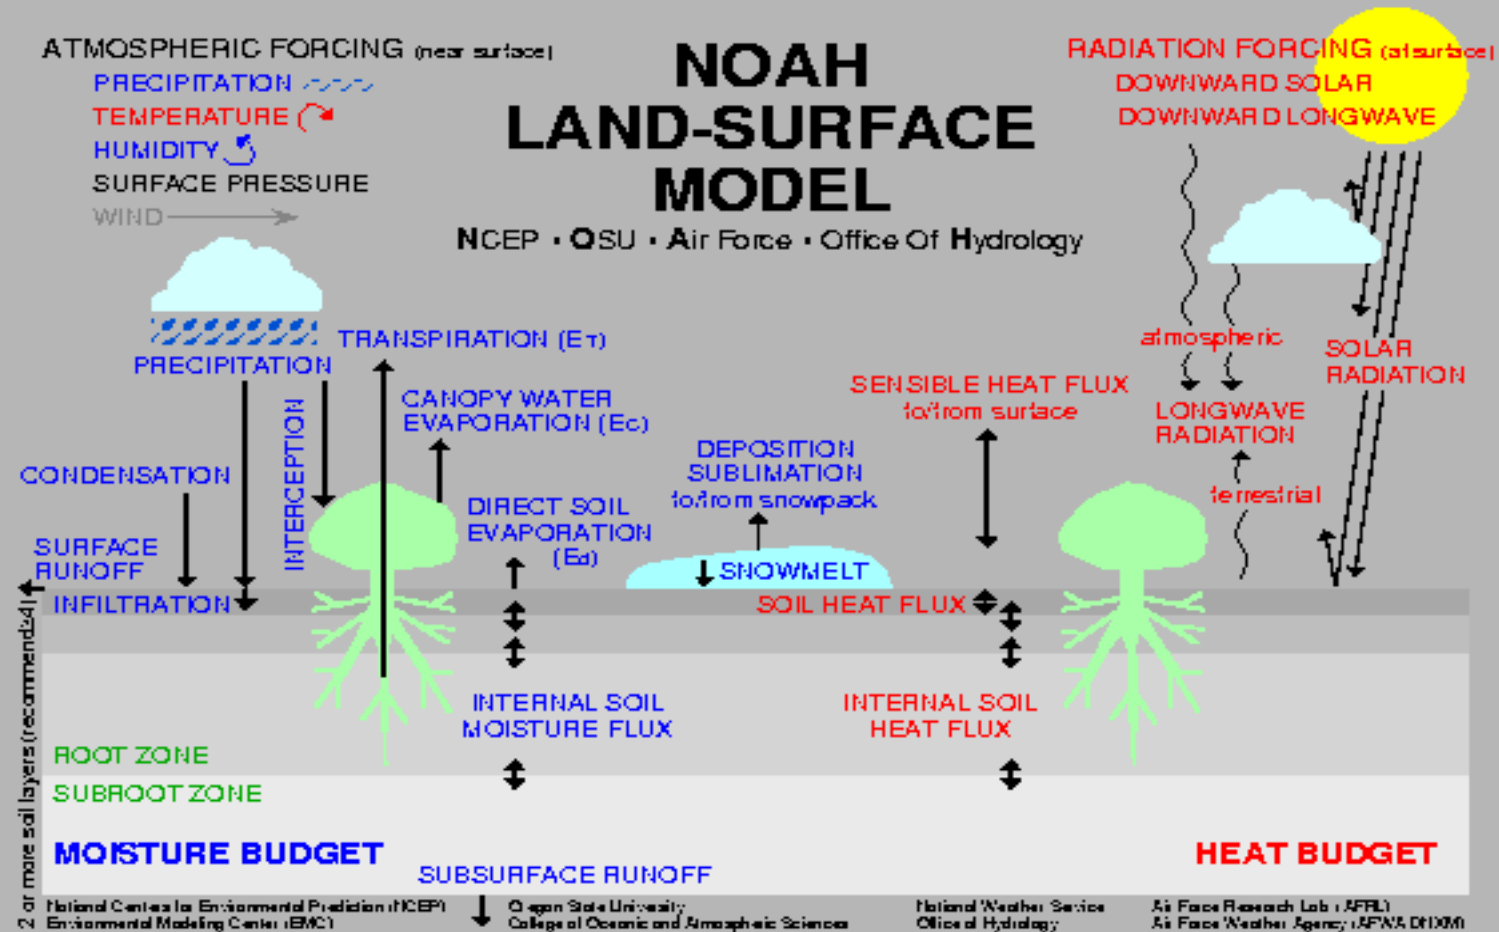 ATMOSPHERIC FORCING (near surface)
PRECIPITATION
TEMPERATURE
HUMIDITY
SURFACE PRESSURE
WIND
NOAH
LAND-SURFACE
MODEL
NCEP · OSU · Air Force · Office Of Hydrology
RADIATION FORCING (at surface)
DOWNWARD SOLAR
DOWNWARD LONGWAVE
PRECIPITATION
TRANSPIRATION (ET)
CANOPY WATER
EVAPORATION (Ec)
INTERCEPTION
CONDENSATION
DIRECT SOIL
EVAPORATION
(Ed)
SURFACE
RUNOFF
INFILTRATION
DEPOSITION
SUBLIMATION
to/from snowpack
SNOWMELT
SENSIBLE HEAT FLUX
to/from surface
atmospheric
LONGWAVE
RADIATION
terrestrial
SOLAR
RADIATION
SOIL HEAT FLUX
INTERNAL SOIL
MOISTURE FLUX
INTERNAL SOIL
HEAT FLUX
ROOT ZONE
SUBROOT ZONE
MOISTURE BUDGET
HEAT BUDGET
SUBSURFACE RUNOFF
2 or more soil layers (recommend≥4)
National Centers for Environmental Prediction (NCEP)
Environmental Modeling Center (EMC)
Oregon State University
College of Oceanic and Atmospheric Sciences
National Weather Service
Office of Hydrology
Air Force Research Lab (AFRL)
Air Force Weather Agency (AFWA DNXM)